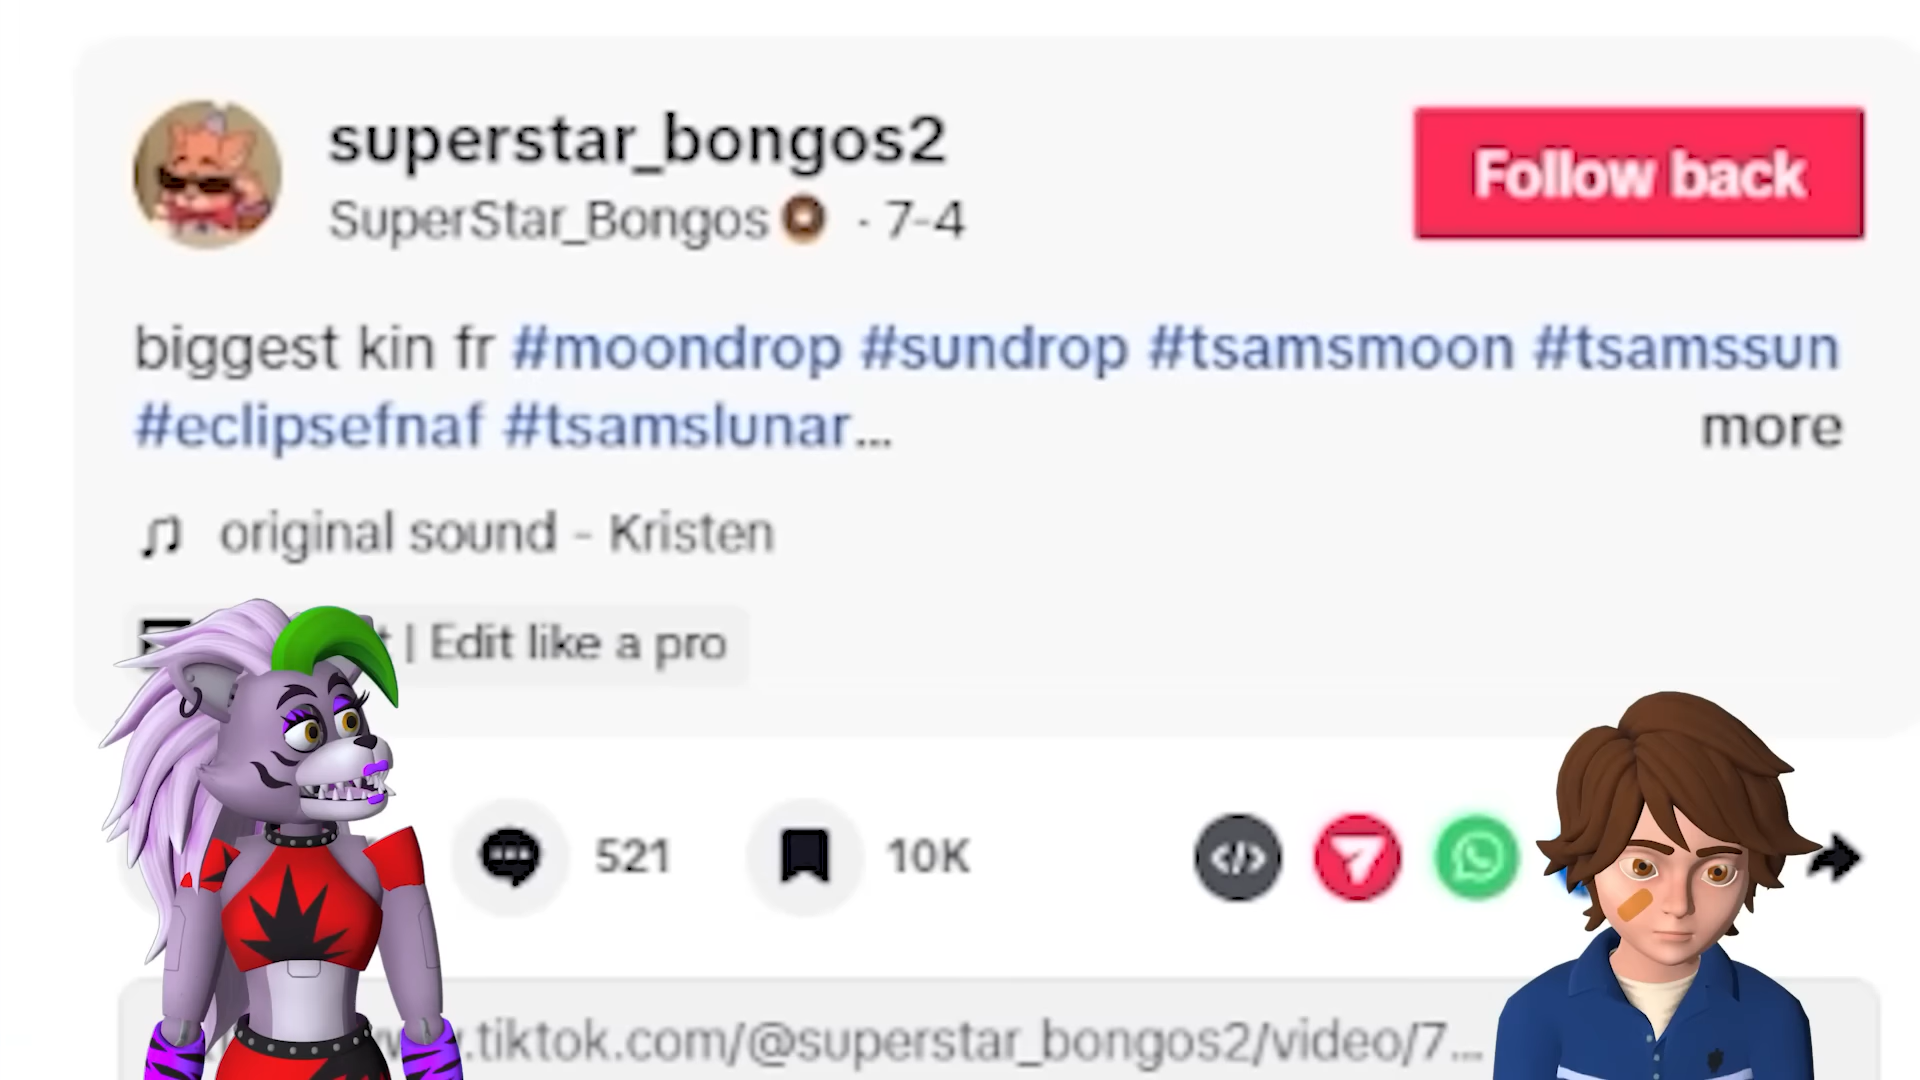 superstar_bongos2
SuperStar_Bongos · 7-4
Follow back
biggest kin fr #moondrop #sundrop #tsamsmoon #tsamssun
#eclipsefnaf #tsamslunar... more
original sound - Kristen
| Edit like a pro
521
10K
.tiktok.com/@superstar_bongos2/video/7...